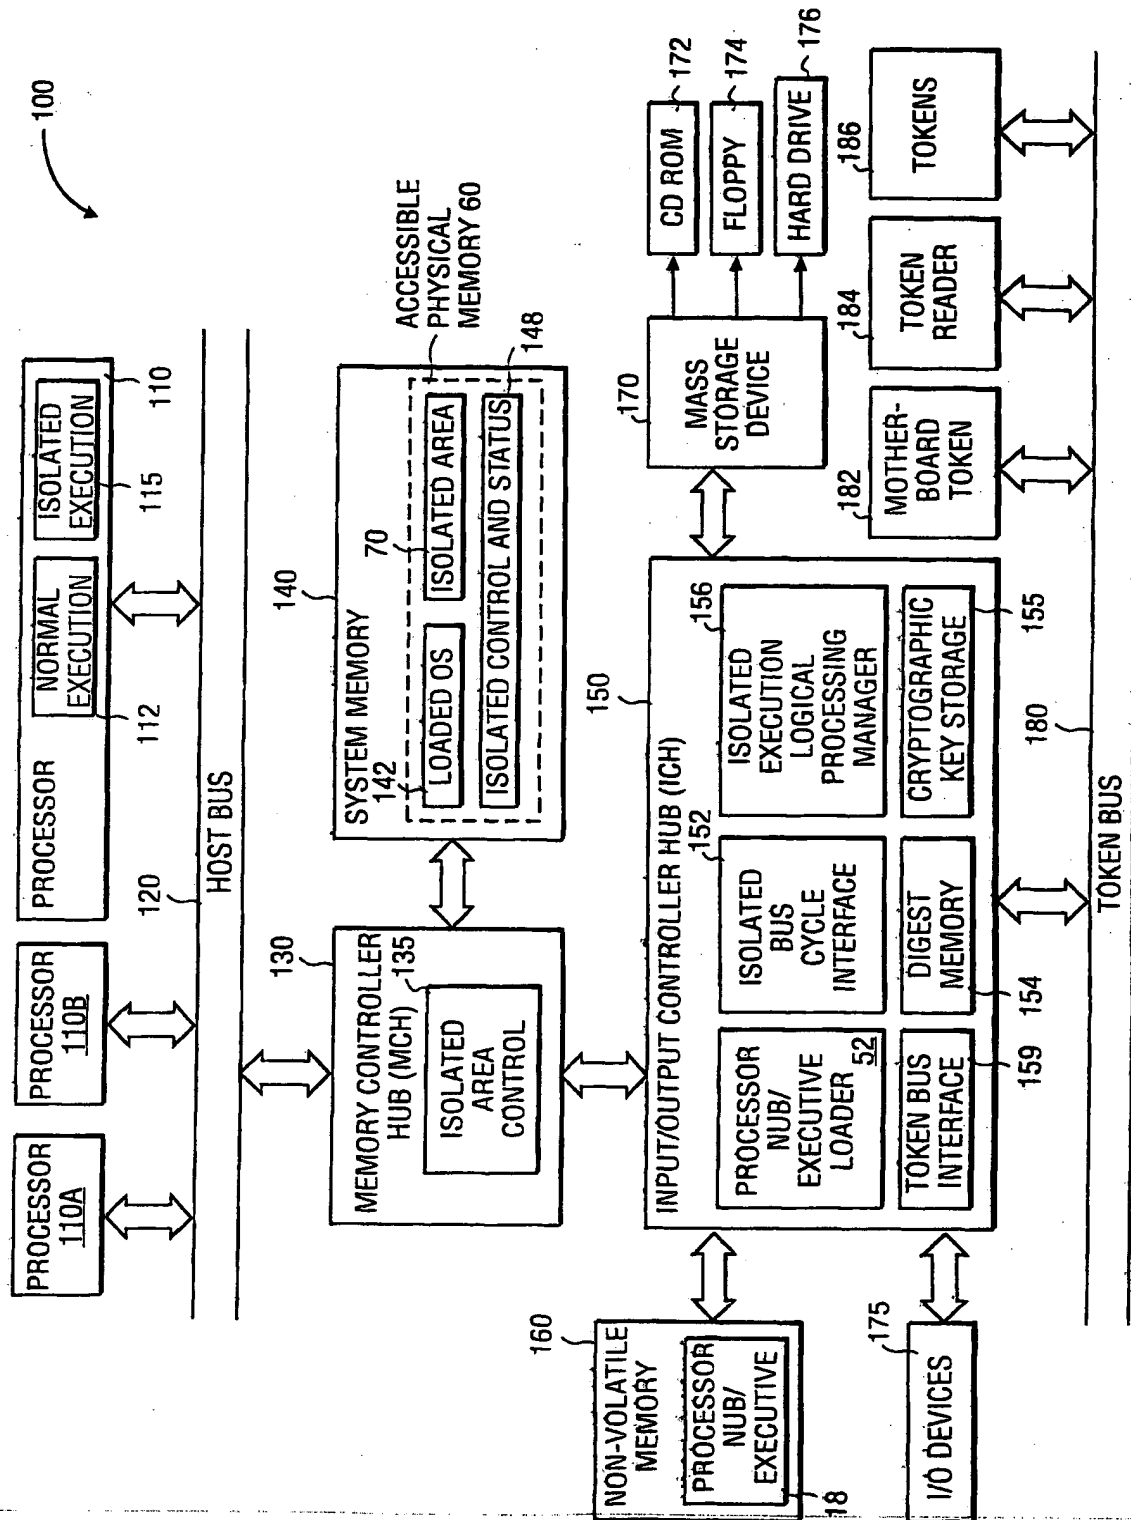 100
PROCESSOR
110A
PROCESSOR
110B
PROCESSOR
NORMAL
EXECUTION
112
ISOLATED
EXECUTION
115
110
120
HOST BUS
130
MEMORY CONTROLLER
HUB (MCH)
135
ISOLATED
AREA
CONTROL
140
SYSTEM MEMORY
142
LOADED OS
70
ISOLATED AREA
ISOLATED CONTROL AND STATUS
148
ACCESSIBLE
PHYSICAL
MEMORY 60
160
NON-VOLATILE
MEMORY
PROCESSOR
NUB/
EXECUTIVE
18
150
INPUT/OUTPUT CONTROLLER HUB (ICH)
PROCESSOR
NUB/
EXECUTIVE
LOADER
52
152
ISOLATED
BUS
CYCLE
INTERFACE
156
ISOLATED
EXECUTION
LOGICAL
PROCESSING
MANAGER
TOKEN BUS
INTERFACE
159
DIGEST
MEMORY
154
CRYPTOGRAPHIC
KEY STORAGE
155
170
MASS
STORAGE
DEVICE
CD ROM
172
FLOPPY
174
HARD DRIVE
176
175
I/O DEVICES
182
MOTHER-
BOARD
TOKEN
184
TOKEN
READER
186
TOKENS
180
TOKEN BUS